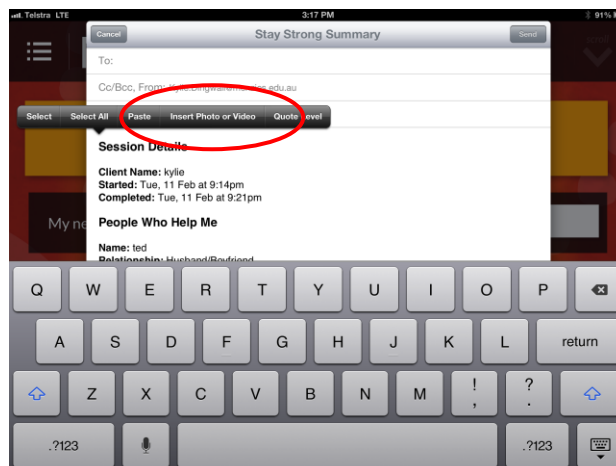 Telstra LTE 3:17 PM 91%
Cancel Stay Strong Summary Send
scroll
To:
Cc/Bcc, From:
Select Select All Paste Insert Photo or Video Quote Level
Session Details
Client Name: kylie
Started: Tue, 11 Feb at 9:14pm
Completed: Tue, 11 Feb at 9:21pm
My ne
People Who Help Me
Name: ted
Relationship: Husband/Boyfriend
Q W E R T Y U I O P
A S D F G H J K L return
Z X C V B N M ! , ? .
.?123 .?123